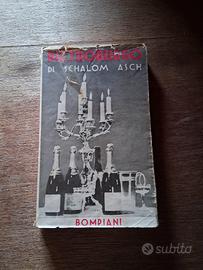 PIETROBURGO
DI SCHALOM ASCH
BOMPIANI
subito